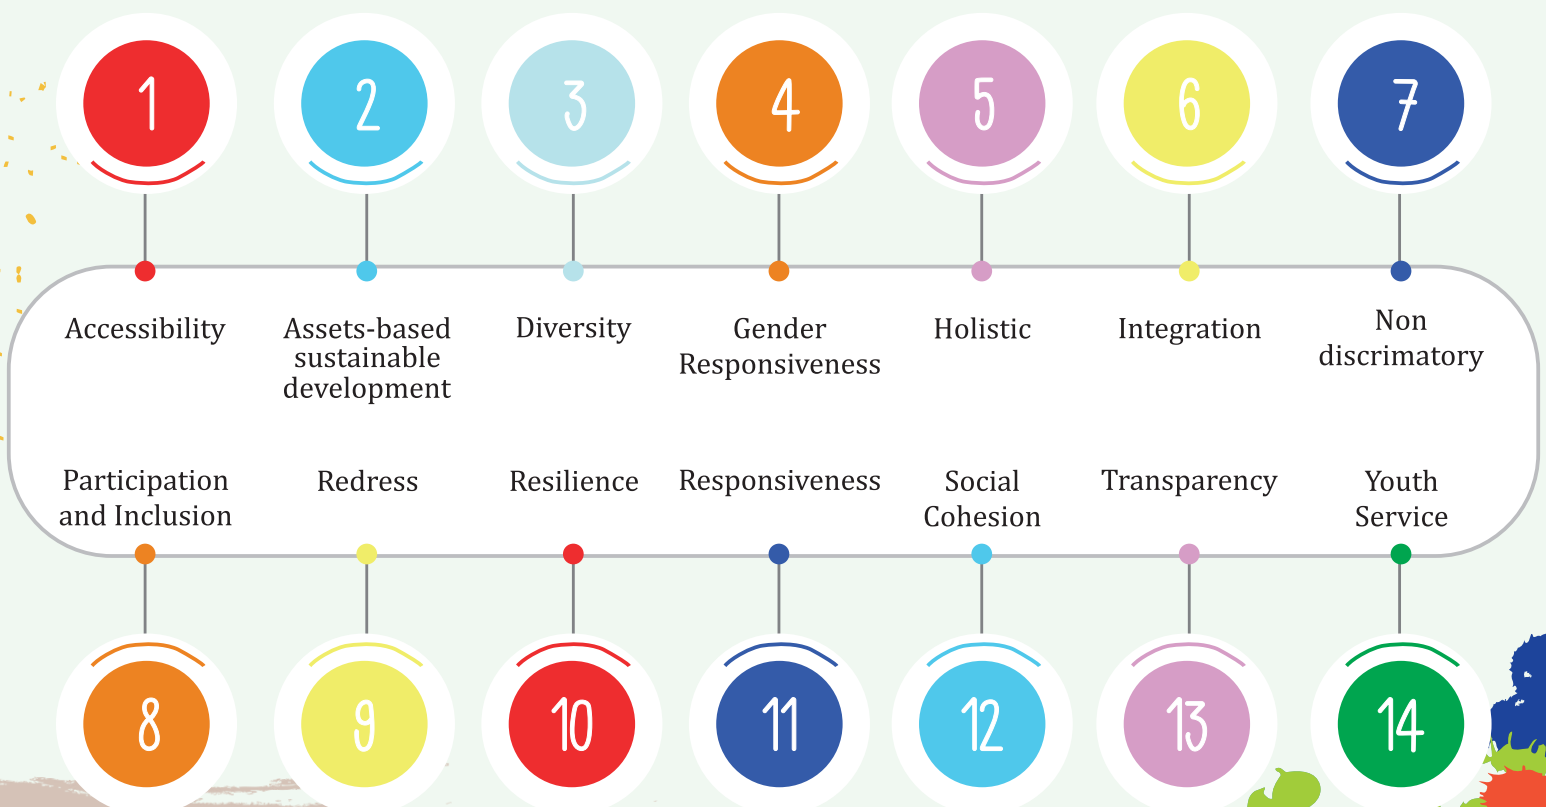 1
2
3
4
5
6
7
Accessibility
Assets-based
sustainable
development
Diversity
Gender
Responsiveness
Holistic
Integration
Non
discrimatory
Participation
and Inclusion
Redress
Resilience
Responsiveness
Social
Cohesion
Transparency
Youth
Service
8
9
10
11
12
13
14